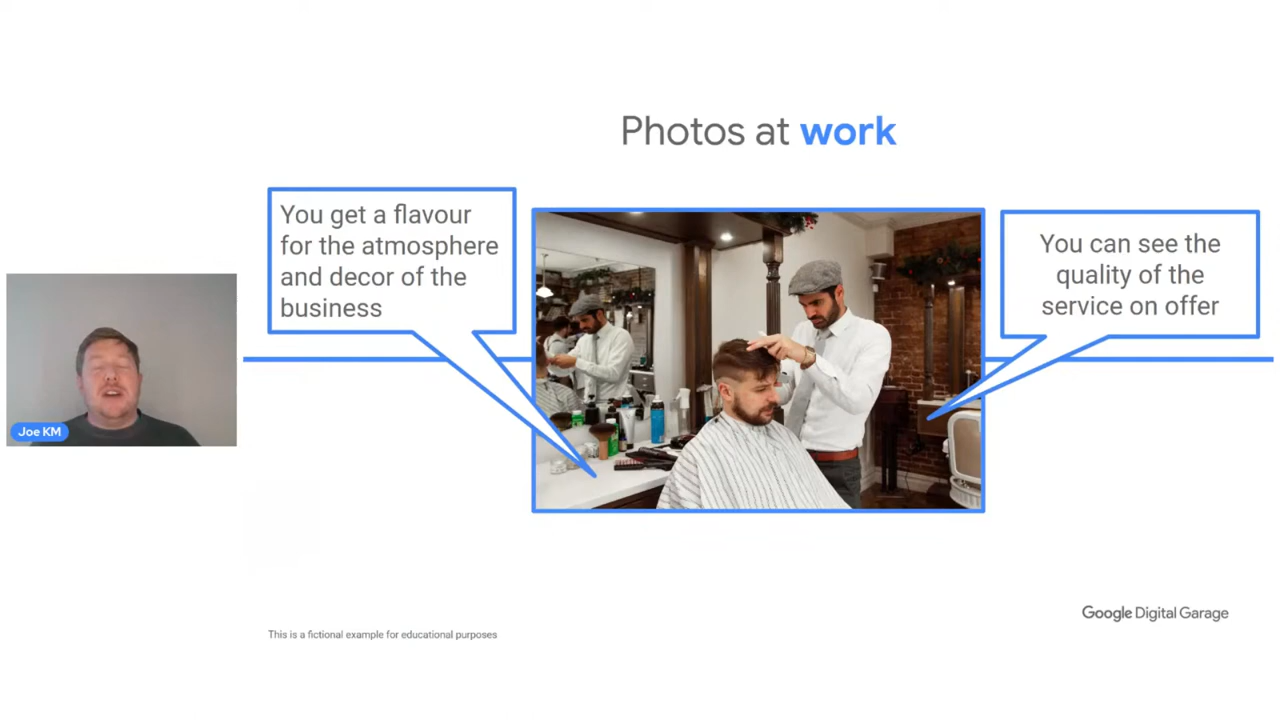 Photos at work
You get a flavour
for the atmosphere
and decor of the
business
You can see the
quality of the
service on offer
Joe KM
Google Digital Garage
This is a fictional example for educational purposes